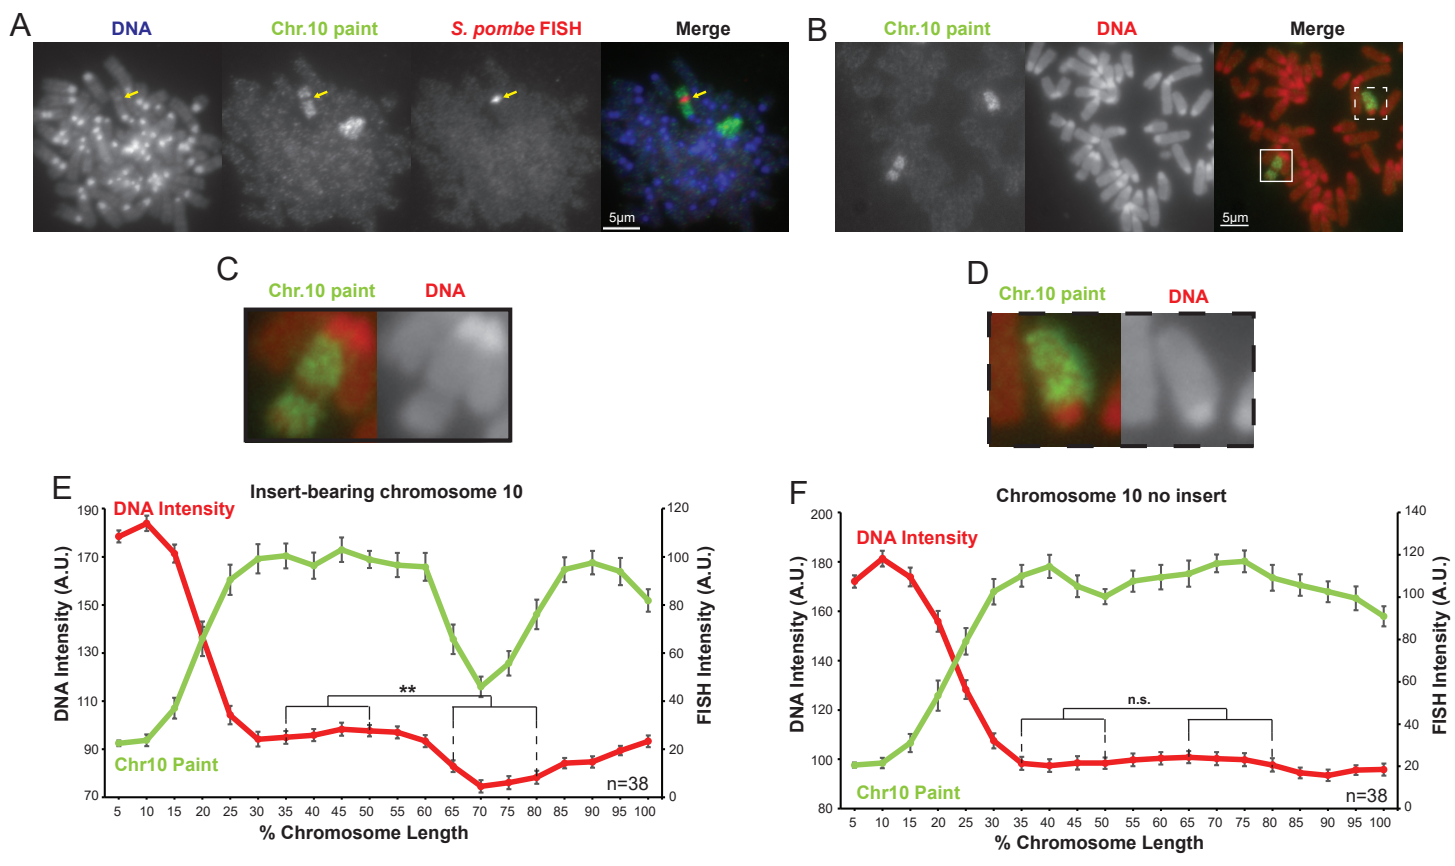 A
DNA
Chr.10 paint
S. pombe FISH
Merge
5µm
B
Chr.10 paint
DNA
Merge
5µm
C
Chr.10 paint
DNA
D
Chr.10 paint
DNA
E
Insert-bearing chromosome 10
DNA Intensity
Chr10 Paint
**
n=38
DNA Intensity (A.U.)
190
170
150
130
110
90
70
FISH Intensity (A.U.)
120
100
80
60
40
20
0
5 10 15 20 25 30 35 40 45 50 55 60 65 70 75 80 85 90 95 100
% Chromosome Length
F
Chromosome 10 no insert
DNA Intensity
Chr10 Paint
n.s.
n=38
DNA Intensity (A.U.)
200
180
160
140
120
100
80
FISH Intensity (A.U.)
140
120
100
80
60
40
20
0
5 10 15 20 25 30 35 40 45 50 55 60 65 70 75 80 85 90 95 100
% Chromosome Length